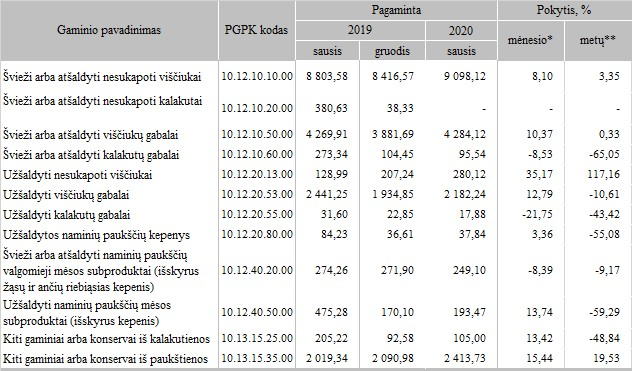 Gaminio pavadinimas PGPK kodas Pagaminta Pokytis, %
2019 2020 mėnesio* metų**
sausis gruodis sausis
Švieži arba atšaldyti nesukapoti viščiukai 10.12.10.10.00 8 803,58 8 416,57 9 098,12 8,10 3,35
Švieži arba atšaldyti nesukapoti kalakutai 10.12.10.20.00 380,63 38,33 - - -
Švieži arba atšaldyti viščiukų gabalai 10.12.10.50.00 4 269,91 3 881,69 4 284,12 10,37 0,33
Švieži arba atšaldyti kalakutų gabalai 10.12.10.60.00 273,34 104,45 95,54 -8,53 -65,05
Užšaldyti nesukapoti viščiukai 10.12.20.13.00 128,99 207,24 280,12 35,17 117,16
Užšaldyti viščiukų gabalai 10.12.20.53.00 2 441,25 1 934,85 2 182,24 12,79 -10,61
Užšaldyti kalakutų gabalai 10.12.20.55.00 31,60 22,85 17,88 -21,75 -43,42
Užšaldytos naminių paukščių kepenys 10.12.20.80.00 84,23 36,61 37,84 3,36 -55,08
Švieži arba atšaldyti naminių paukščių
valgomieji mėsos subproduktai (išskyrus 10.12.40.20.00 274,26 271,90 249,10 -8,39 -9,17
žąsų ir ančių riebiąsias kepenis)
Užšaldyti naminių paukščių mėsos
subproduktai (išskyrus kepenis) 10.12.40.50.00 475,28 170,10 193,47 13,74 -59,29
Kiti gaminiai arba konservai iš kalakutienos 10.13.15.25.00 205,22 92,58 105,00 13,42 -48,84
Kiti gaminiai arba konservai iš paukštienos 10.13.15.35.00 2 019,34 2 090,98 2 413,73 15,44 19,53